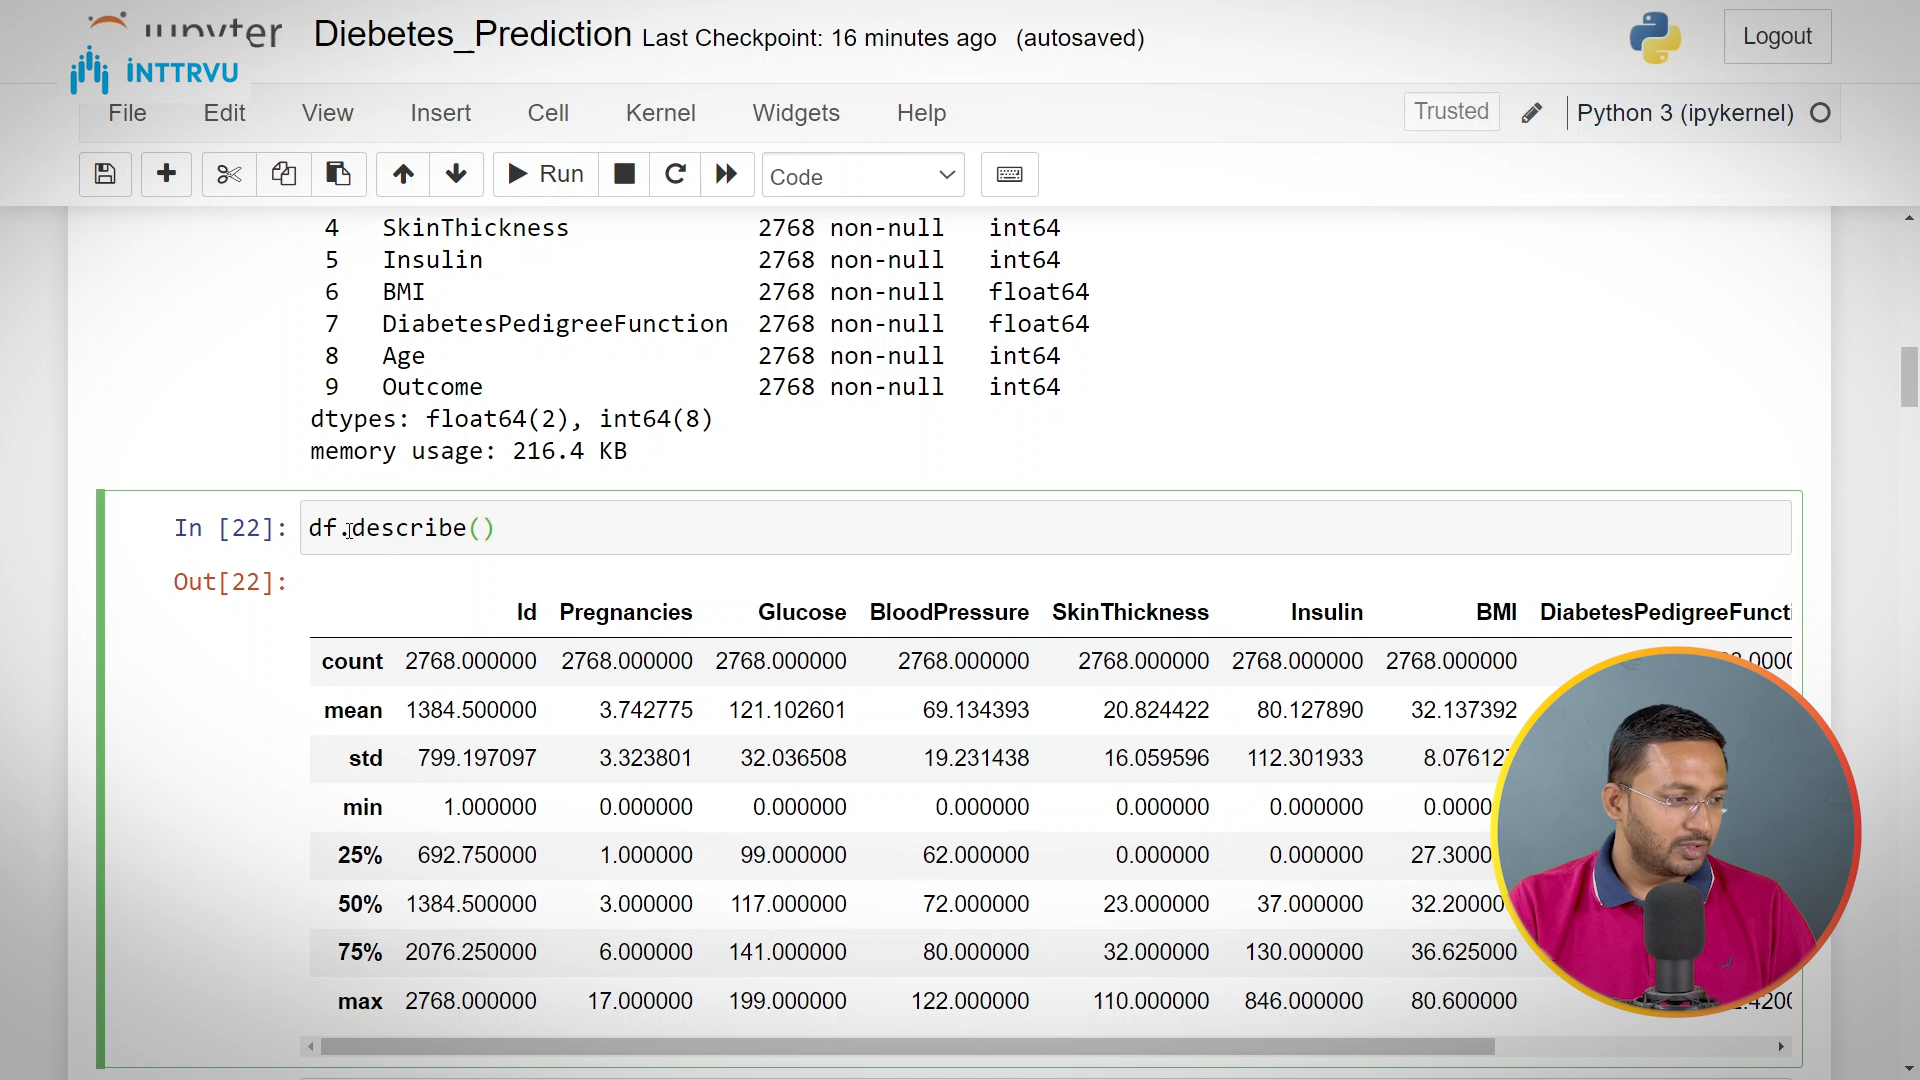 Jupyter Diebetes_Prediction Last Checkpoint: 16 minutes ago (autosaved) Logout
INTTRVU
File Edit View Insert Cell Kernel Widgets Help Trusted Python 3 (ipykernel)
Run Code
4 SkinThickness 2768 non-null int64
5 Insulin 2768 non-null int64
6 BMI 2768 non-null float64
7 DiabetesPedigreeFunction 2768 non-null float64
8 Age 2768 non-null int64
9 Outcome 2768 non-null int64
dtypes: float64(2), int64(8)
memory usage: 216.4 KB
In [22]: df.describe()
Out[22]:
Id Pregnancies Glucose BloodPressure SkinThickness Insulin BMI DiabetesPedigreeFuncti
count 2768.000000 2768.000000 2768.000000 2768.000000 2768.000000 2768.000000 2768.000000
mean 1384.500000 3.742775 121.102601 69.134393 20.824422 80.127890 32.137392
std 799.197097 3.323801 32.036508 19.231438 16.059596 112.301933 8.07612
min 1.000000 0.000000 0.000000 0.000000 0.000000 0.000000 0.0000
25% 692.750000 1.000000 99.000000 62.000000 0.000000 0.000000 27.3000
50% 1384.500000 3.000000 117.000000 72.000000 23.000000 37.000000 32.20000
75% 2076.250000 6.000000 141.000000 80.000000 32.000000 130.000000 36.625000
max 2768.000000 17.000000 199.000000 122.000000 110.000000 846.000000 80.600000